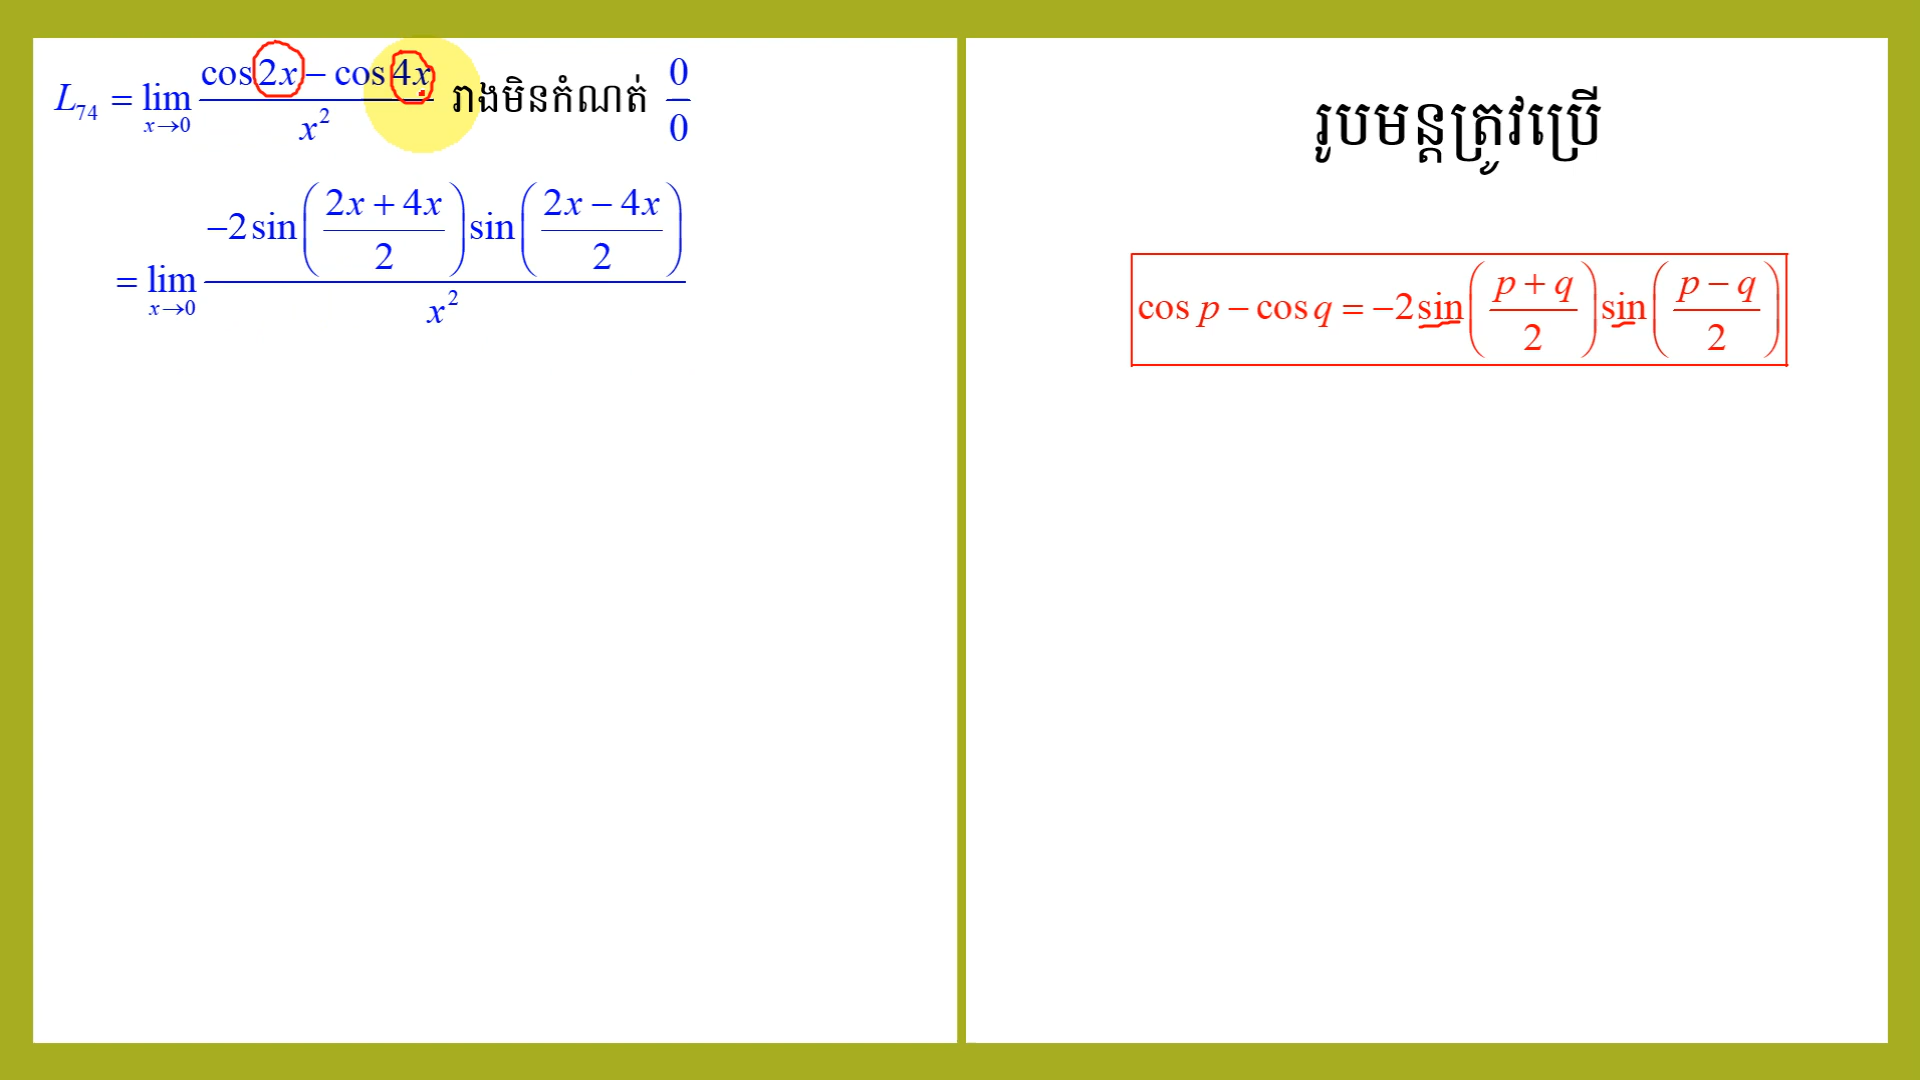 L₇₄ = lim x→0 (cos 2x − cos 4x) / x² រាងមិនកំណត់ 0/0
= lim x→0 (−2 sin((2x + 4x)/2) sin((2x − 4x)/2)) / x²
រូបមន្តត្រូវប្រើ
cos p − cos q = −2 sin((p + q)/2) sin((p − q)/2)